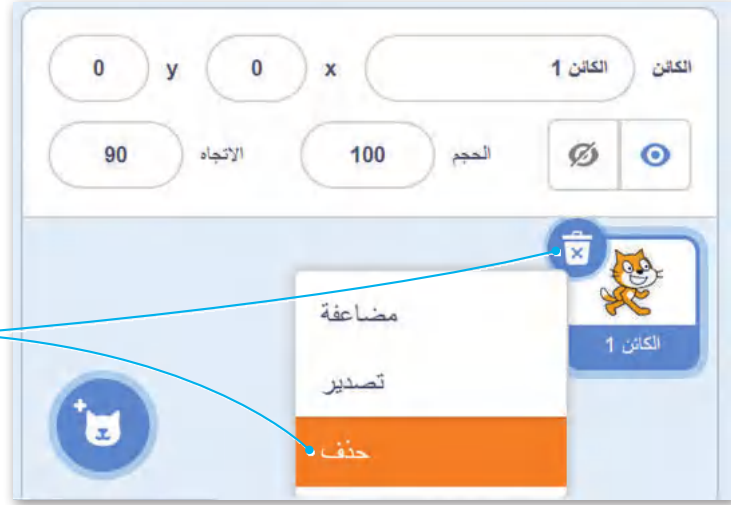 الكائن الكائن 1 x 0 y 0
الحجم 100 الاتجاه 90
الكائن 1
مضاعفة
تصدير
حذف